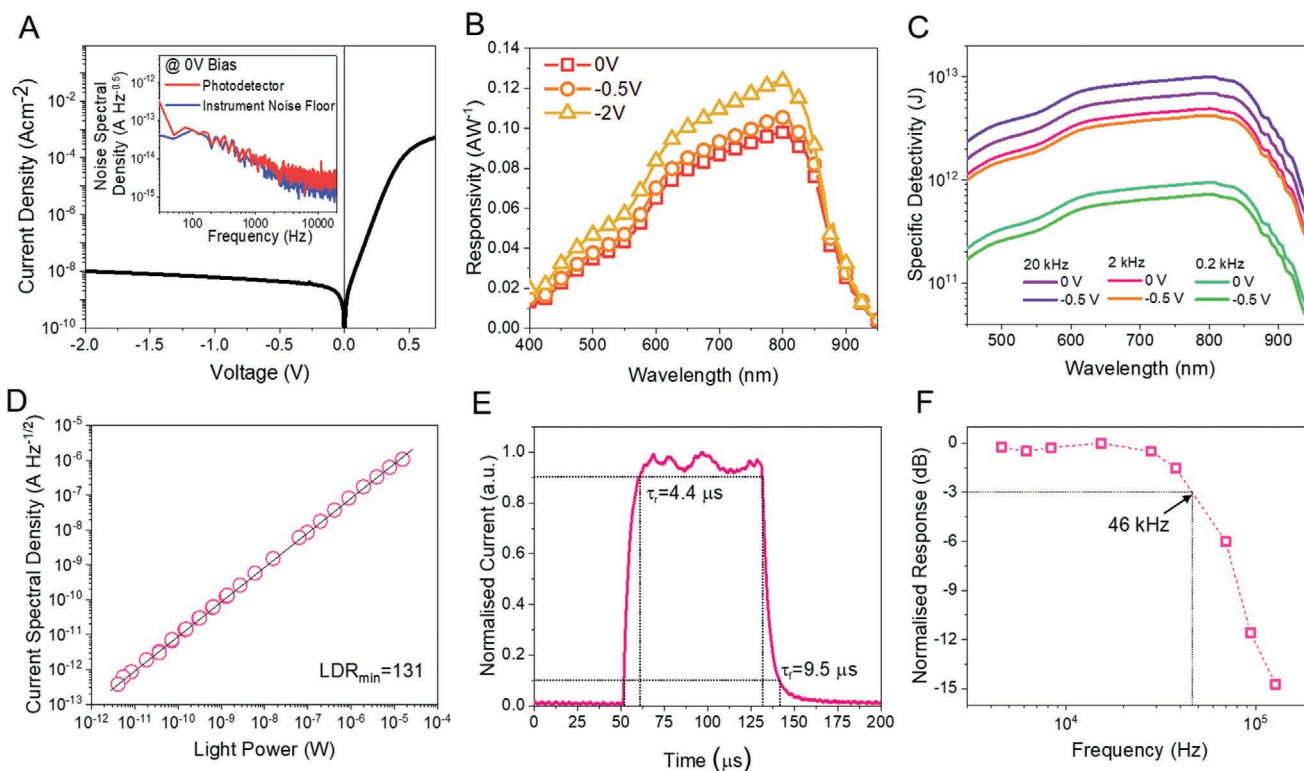 A
Current Density (Acm-2)
10-2
10-4
10-6
10-8
10-10
-2.0 -1.5 -1.0 -0.5 0.0 0.5
Voltage (V)
Noise Spectral
Density (A Hz-0.5)
10-12
10-13
10-14
10-15
@ 0V Bias
Photodetector
Instrument Noise Floor
100 1000 10000
Frequency (Hz)
B
Responsivity (AW-1)
0.14
0.12
0.10
0.08
0.06
0.04
0.02
0.00
0V
-0.5V
-2V
400 500 600 700 800 900
Wavelength (nm)
C
Specific Detectivity (J)
1013
1012
1011
20 kHz 2 kHz 0.2 kHz
0 V 0 V 0 V
-0.5 V -0.5 V -0.5 V
500 600 700 800 900
Wavelength (nm)
D
Current Spectral Density (A Hz-1/2)
10-5
10-6
10-7
10-8
10-9
10-10
10-11
10-12
10-13
LDRmin=131
10-12 10-11 10-10 10-9 10-8 10-7 10-6 10-5 10-4
Light Power (W)
E
Normalised Current (a.u.)
1.0
0.8
0.6
0.4
0.2
0.0
τr=4.4 μs
τf=9.5 μs
0 25 50 75 100 125 150 175 200
Time (μs)
F
Normalised Response (dB)
0
-3
-6
-9
-12
-15
46 kHz
104 105
Frequency (Hz)